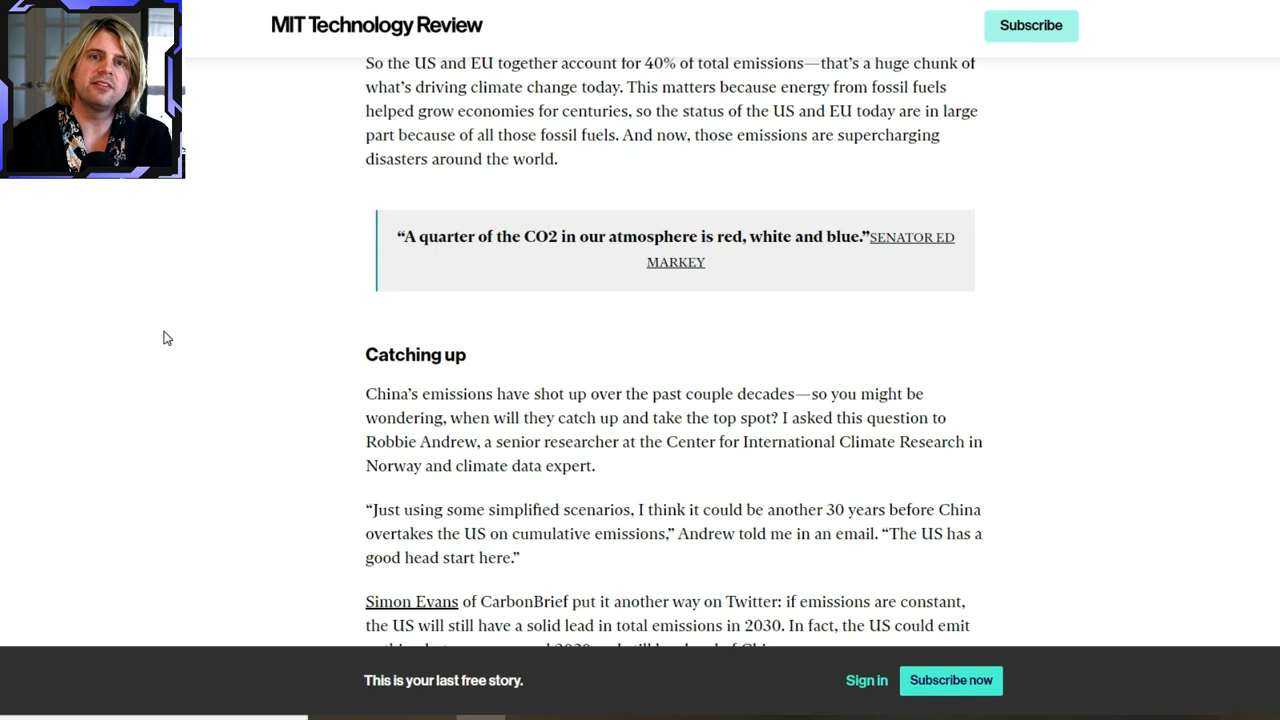 MIT Technology Review
Subscribe
So the US and EU together account for 40% of total emissions—that’s a huge chunk of
what’s driving climate change today. This matters because energy from fossil fuels
helped grow economies for centuries, so the status of the US and EU today are in large
part because of all those fossil fuels. And now, those emissions are supercharging
disasters around the world.
“A quarter of the CO2 in our atmosphere is red, white and blue.”SENATOR ED
MARKEY
Catching up
China’s emissions have shot up over the past couple decades—so you might be
wondering, when will they catch up and take the top spot? I asked this question to
Robbie Andrew, a senior researcher at the Center for International Climate Research in
Norway and climate data expert.
“Just using some simplified scenarios, I think it could be another 30 years before China
overtakes the US on cumulative emissions,” Andrew told me in an email. “The US has a
good head start here.”
Simon Evans of CarbonBrief put it another way on Twitter: if emissions are constant,
the US will still have a solid lead in total emissions in 2030. In fact, the US could emit
This is your last free story.
Sign in
Subscribe now